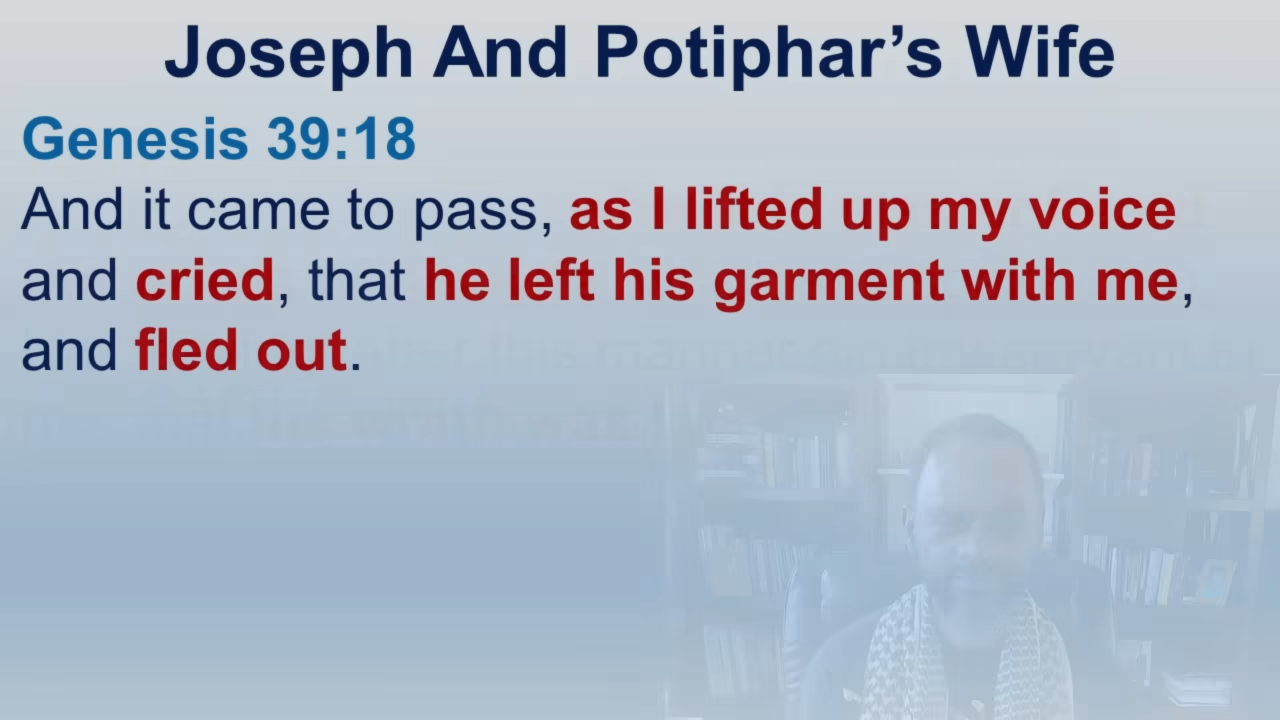 Joseph And Potiphar’s Wife
Genesis 39:18
And it came to pass, as I lifted up my voice
and cried, that he left his garment with me,
and fled out.